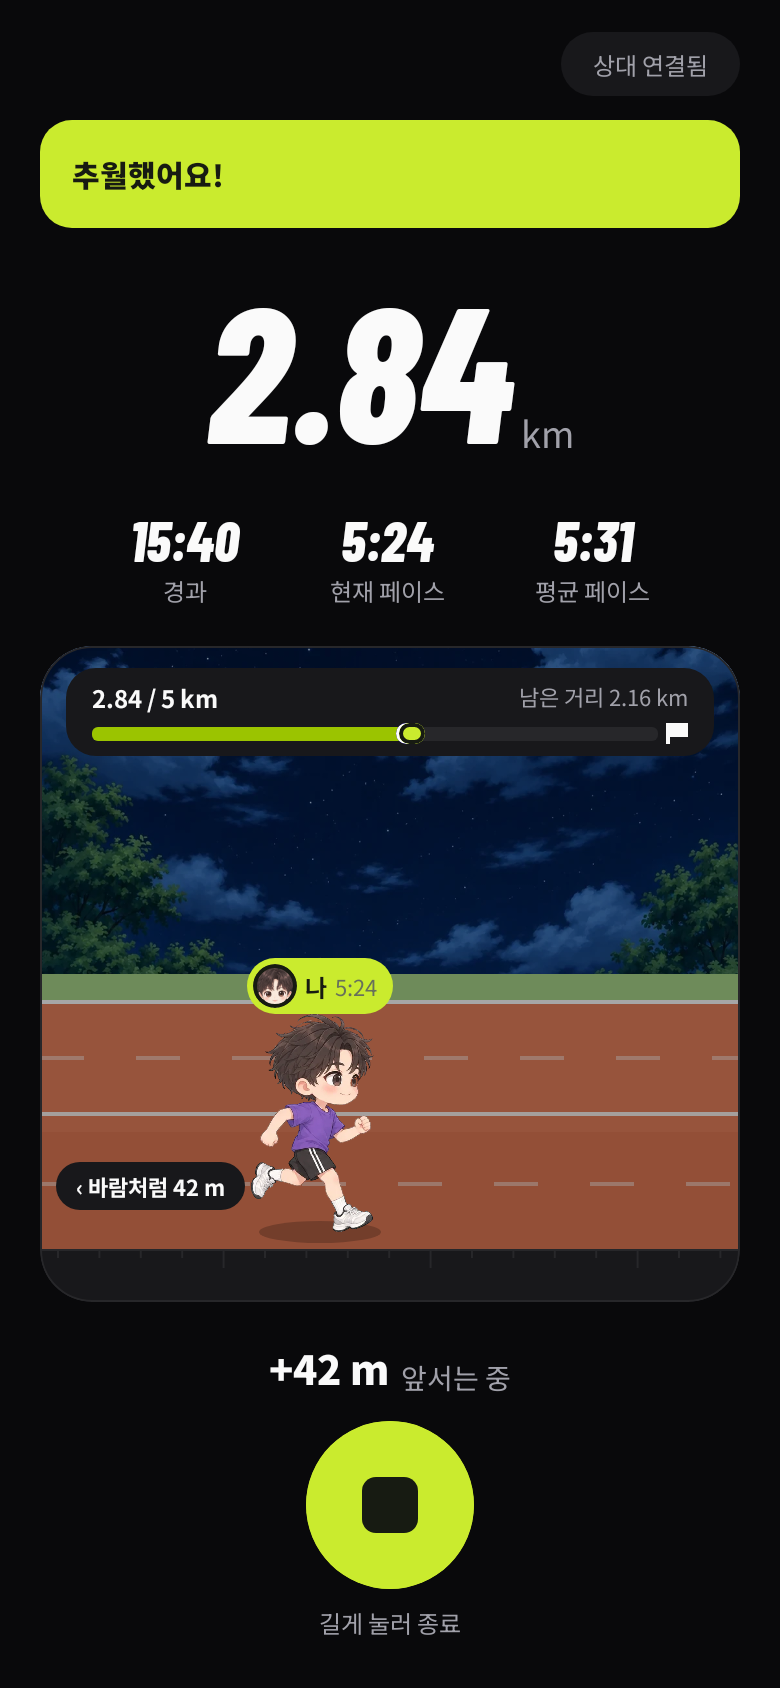 상대 연결됨
추월했어요!
2.84 km
15:40 5:24 5:31
경과 현재 페이스 평균 페이스
2.84 / 5 km 남은 거리 2.16 km
나 5:24
‹ 바람처럼 42 m
+42 m 앞서는 중
길게 눌러 종료